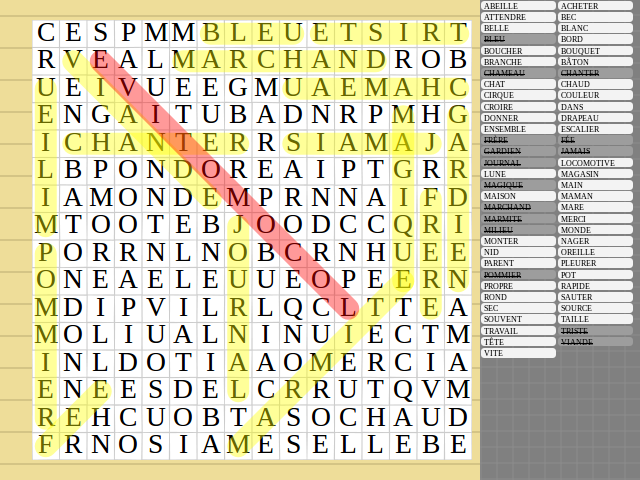 C E S P M M B L E U E T S I R T
R V E A L M A R C H A N D R O B
U E I V U E E G M U A E M A H C
E N G A I T U B A D N R P M H G
I C H A N T E R R S I A M A J A
L B P O N D O R E A I P T G R R
I A M O N D E M P R N N A I F D
M T O O T E B J O O D C C Q R I
P O R R N L N O B C R N H U E E
O N E A E L E U U E O P E E R N
M D I P V I L R L Q C L T T E A
M O L I U A L N I N U I E C T M
I N L D O T I A A O M E R C I A
E N E E S D E L C R R U T Q V M
R E H C U O B T A S O C H A U D
F R N O S I A M E S E L L E B E
ABEILLE ACHETER
ATTENDRE BEC
BELLE BLANC
BLEU BORD
BOUCHER BOUQUET
BRANCHE BÂTON
CHAMEAU CHANTER
CHAT CHAUD
CIRQUE COULEUR
CROIRE DANS
DONNER DRAPEAU
ENSEMBLE ESCALIER
FRÈRE FÉE
GARDIEN JAMAIS
JOURNAL LOCOMOTIVE
LUNE MAGASIN
MAGIQUE MAIN
MAISON MAMAN
MARCHAND MARE
MARMITE MERCI
MILIEU MONDE
MONTER NAGER
NID OREILLE
PARENT PLEURER
POMMIER POT
PROPRE RAPIDE
ROND SAUTER
SEC SOURCE
SOUVENT TAILLE
TRAVAIL TRISTE
TÊTE VIANDE
VITE